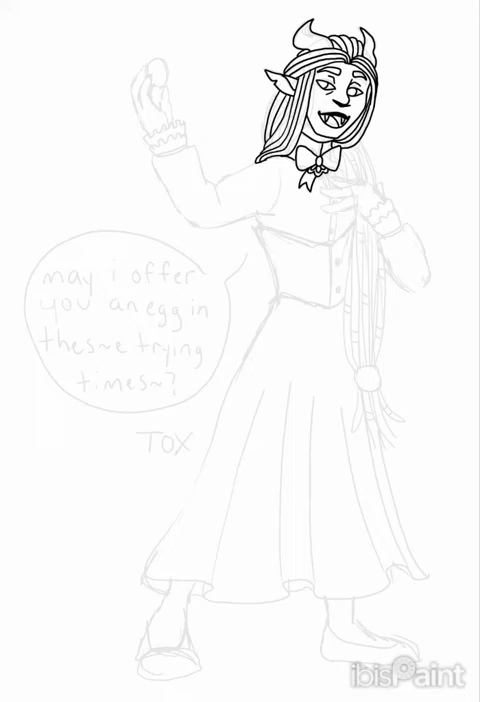 may i offer
you an egg in
thes~e trying
times~?
TOX
ibisPaint